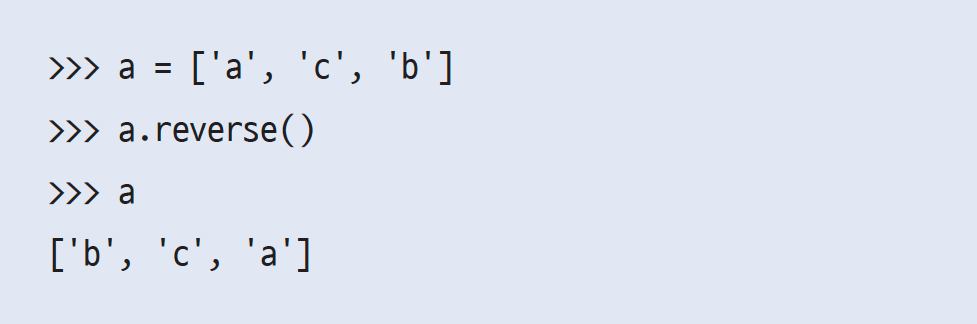 >>> a = ['a', 'c', 'b']
>>> a.reverse()
>>> a
['b', 'c', 'a']